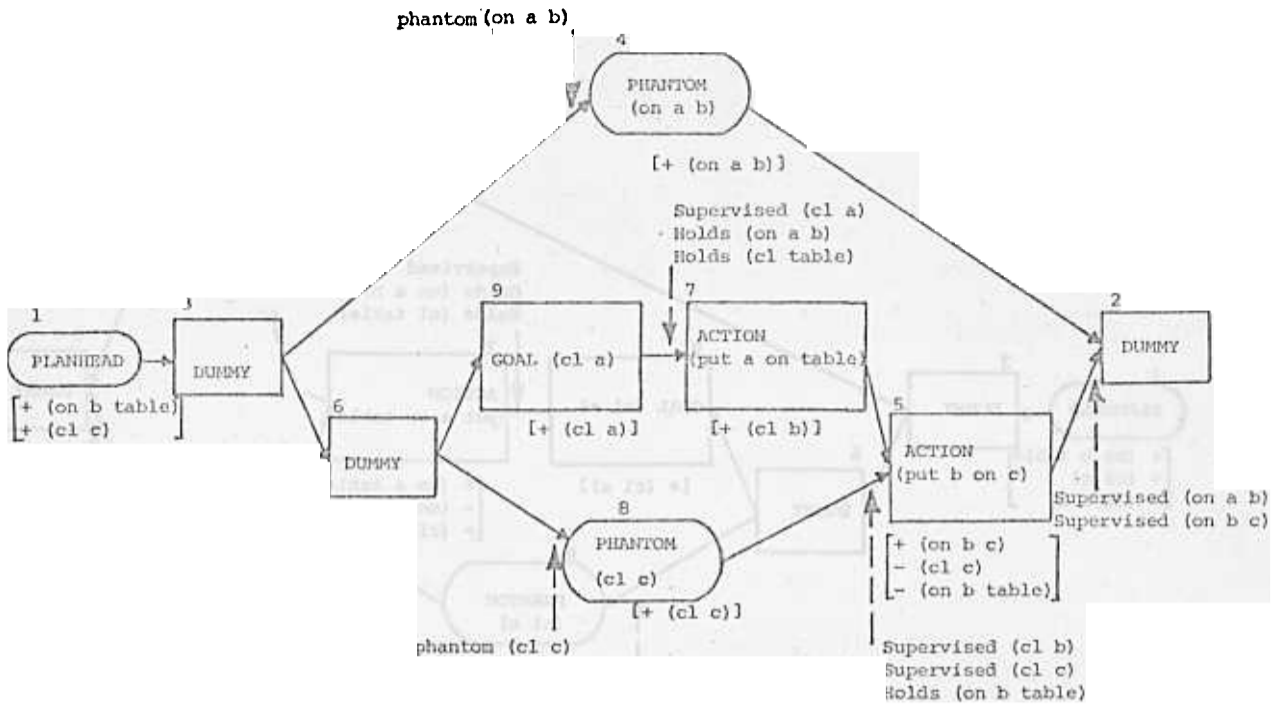 phantom (on a b)
4
PHANTOM
(on a b)
[+ (on a b)]
Supervised (cl a)
Holds (on a b)
Holds (cl table)
1
PLANHEAD
[+ (on b table)
+ (cl c) ]
3
DUMMY
6
DUMMY
9
GOAL (cl a)
[+ (cl a)]
7
ACTION
(put a on table)
[+ (cl b)]
8
PHANTOM
(cl c)
[+ (cl c)]
phantom (cl c)
5
ACTION
(put b on c)
[+ (on b c)
- (cl c)
- (on b table)]
Supervised (cl b)
Supervised (cl c)
Holds (on b table)
2
DUMMY
Supervised (on a b)
Supervised (on b c)